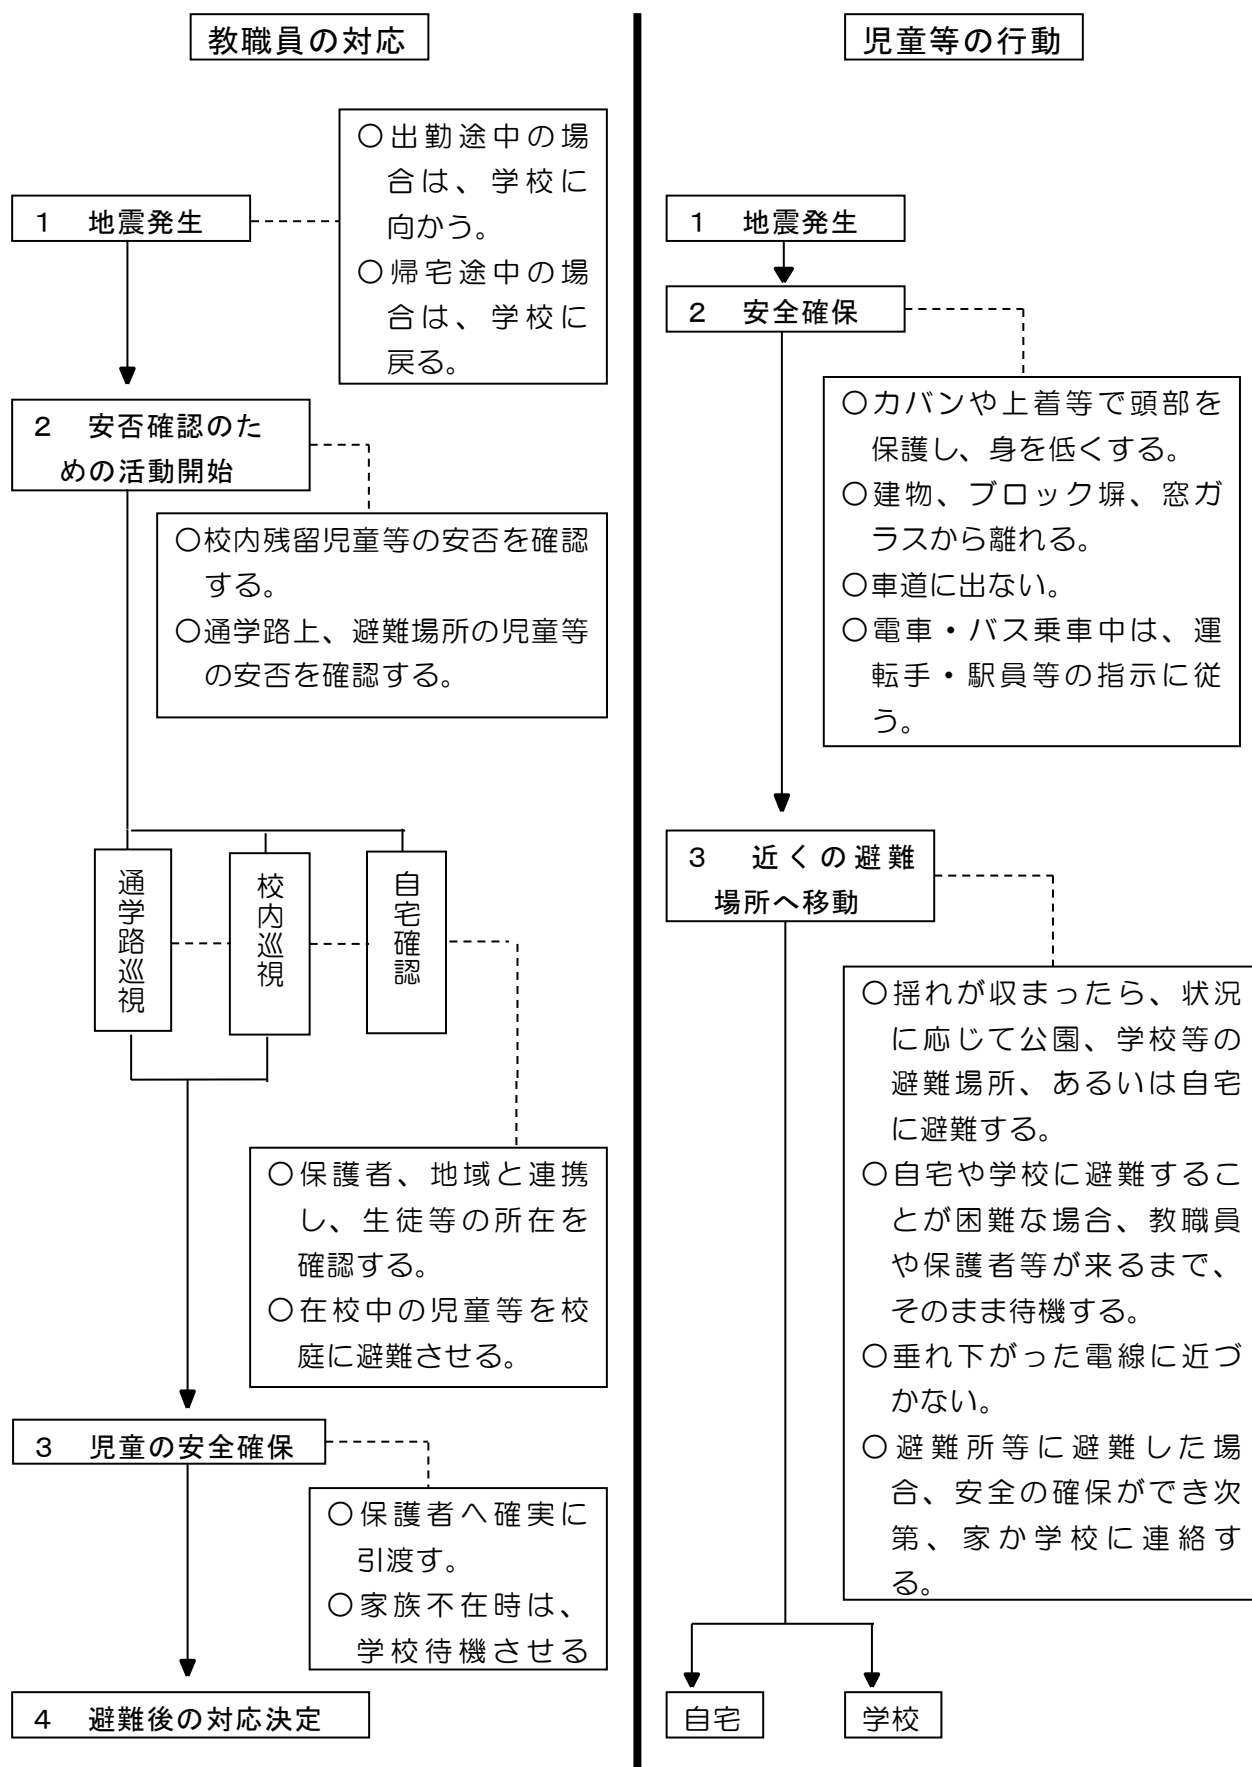 教職員の対応
○出勤途中の場
合は、学校に
向かう。
○帰宅途中の場
合は、学校に
戻る。
1 地震発生
2 安否確認のた
めの活動開始
○校内残留児童等の安否を確認
する。
○通学路上、避難場所の児童等
の安否を確認する。
通学路巡視
校内巡視
自宅確認
○保護者、地域と連携
し、生徒等の所在を
確認する。
○在校中の児童等を校
庭に避難させる。
3 児童の安全確保
○保護者へ確実に
引渡す。
○家族不在時は、
学校待機させる
4 避難後の対応決定
児童等の行動
1 地震発生
2 安全確保
○カバンや上着等で頭部を
保護し、身を低くする。
○建物、ブロック塀、窓ガ
ラスから離れる。
○車道に出ない。
○電車・バス乗車中は、運
転手・駅員等の指示に従
う。
3 近くの避難
場所へ移動
○揺れが収まったら、状況
に応じて公園、学校等の
避難場所、あるいは自宅
に避難する。
○自宅や学校に避難するこ
とが困難な場合、教職員
や保護者等が来るまで、
そのまま待機する。
○垂れ下がった電線に近づ
かない。
○避難所等に避難した場
合、安全の確保ができ次
第、家か学校に連絡す
る。
自宅
学校